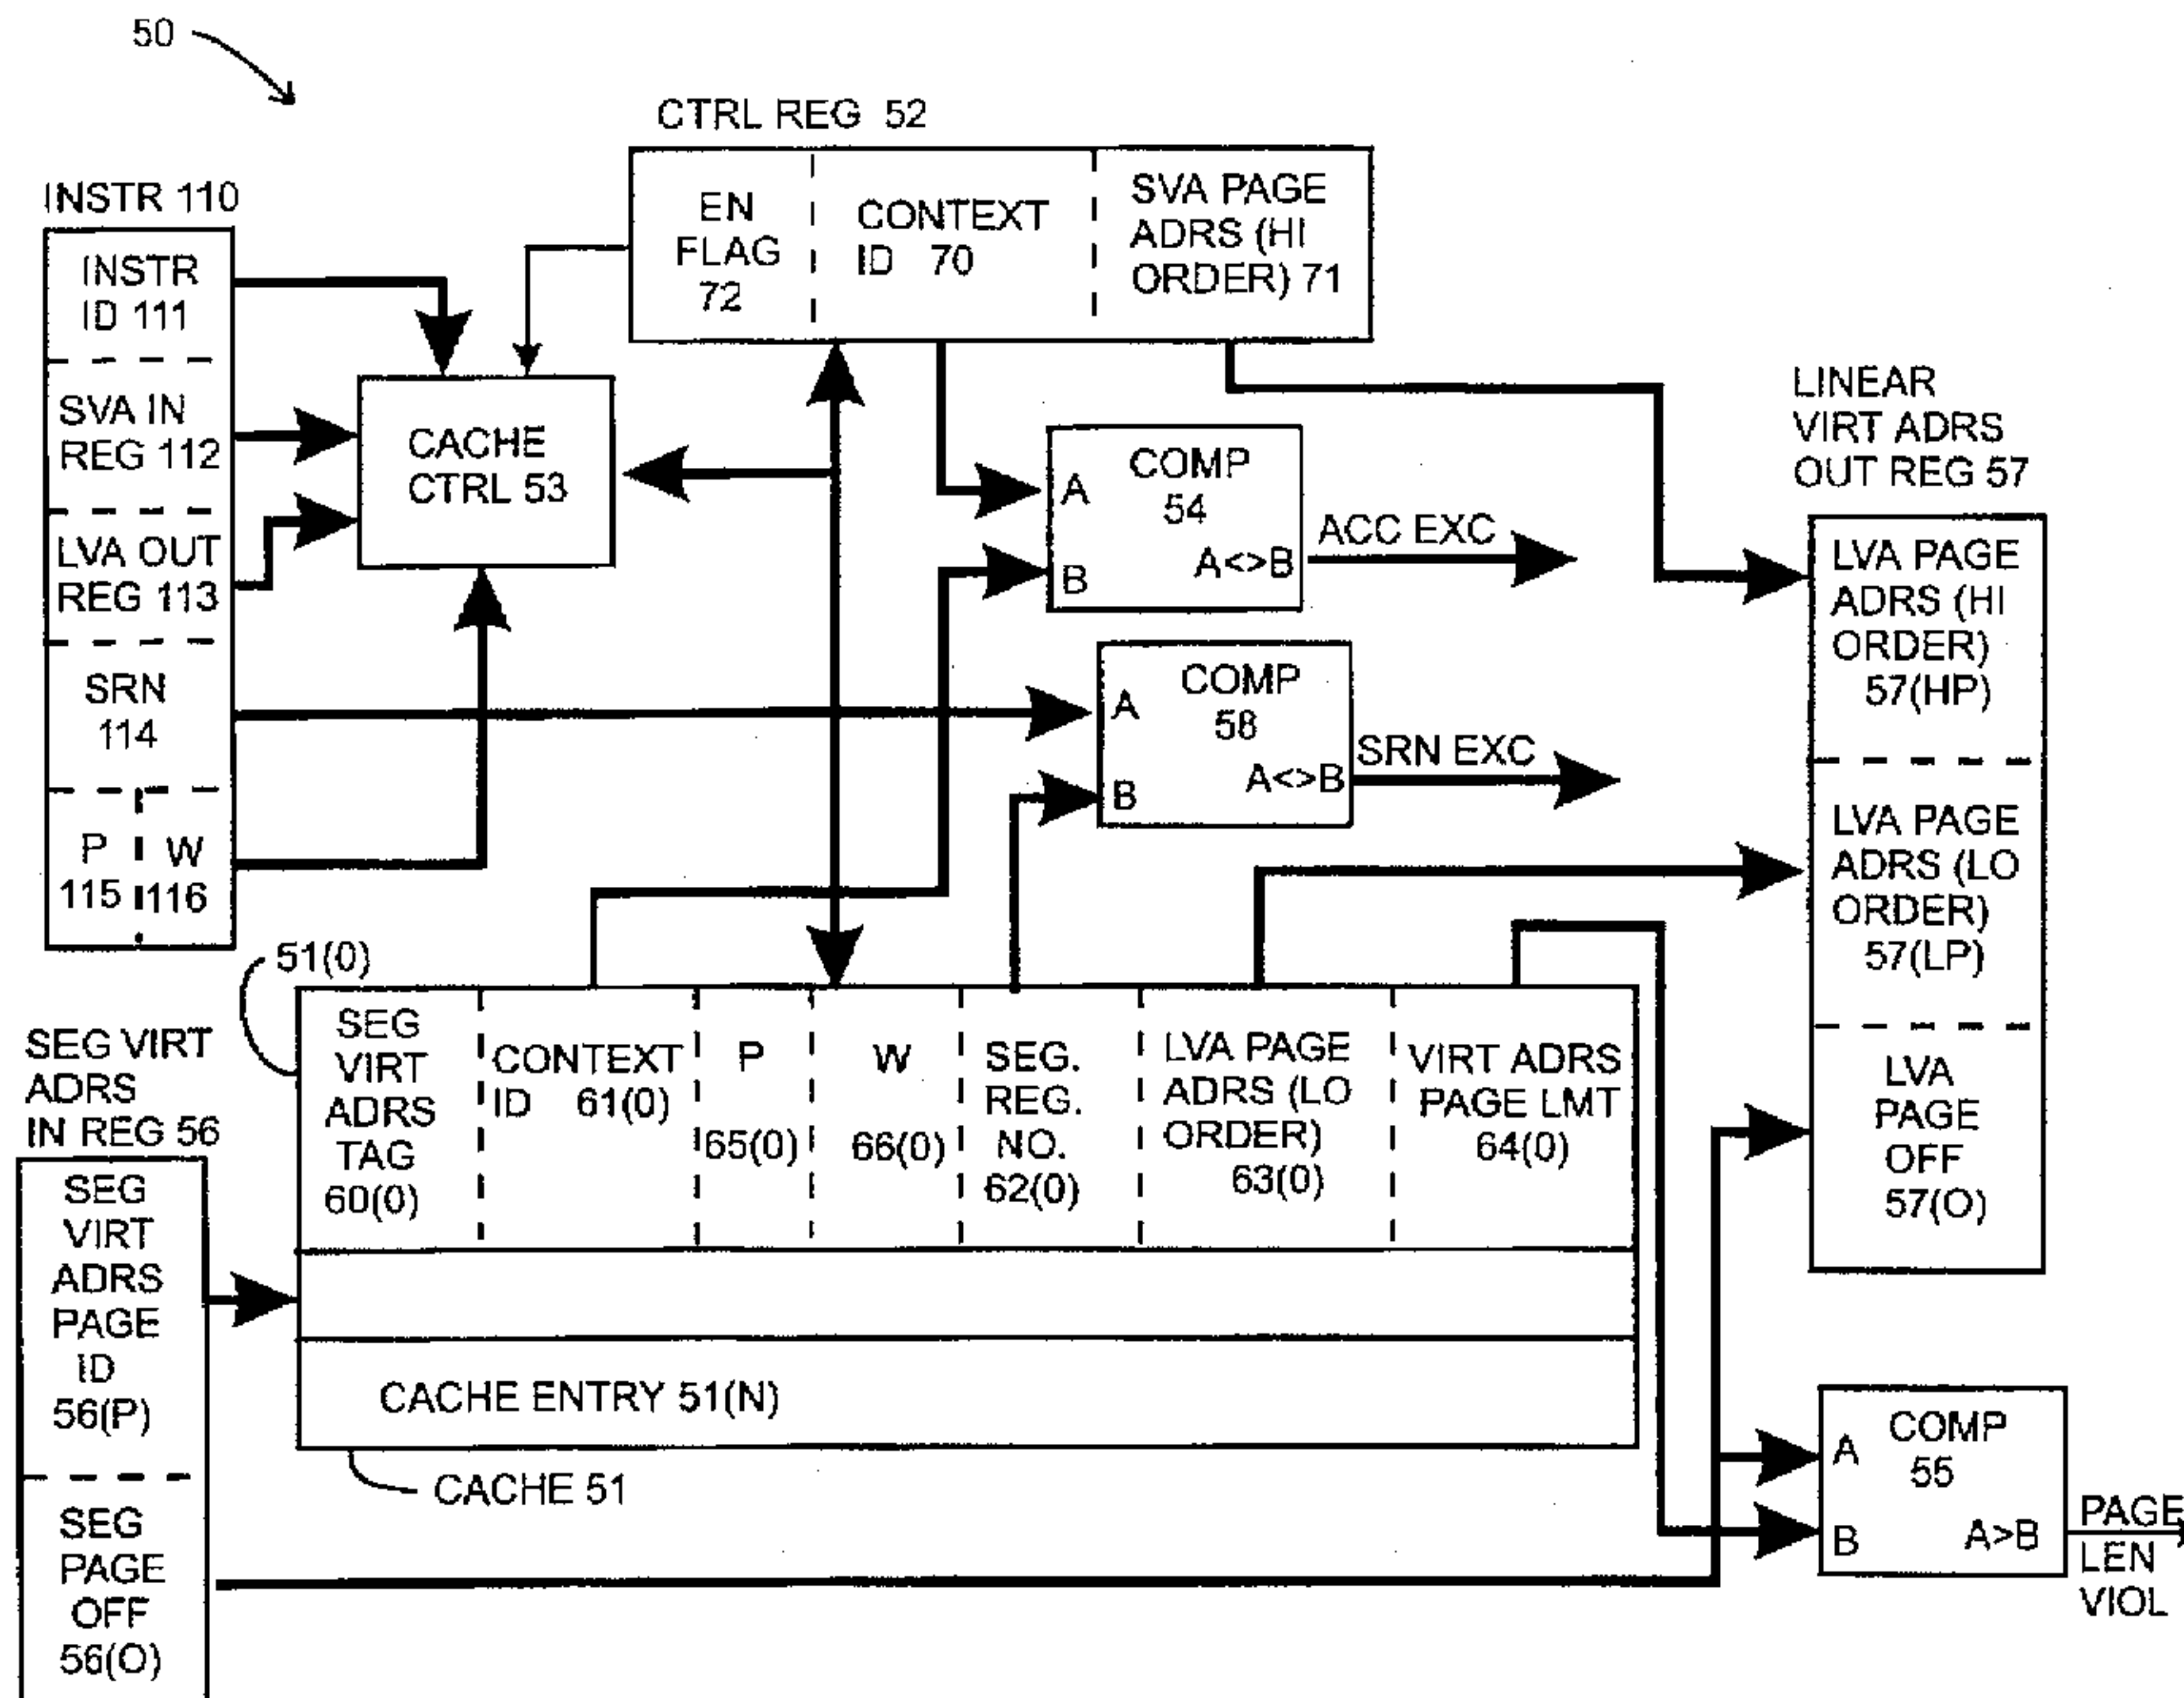 50
CTRL REG 52
EN
FLAG
72
CONTEXT
ID 70
SVA PAGE
ADRS (HI
ORDER) 71
INSTR 110
INSTR
ID 111
SVA IN
REG 112
LVA OUT
REG 113
SRN
114
P
115
W
116
CACHE
CTRL 53
A
B
COMP
54
A<>B
ACC EXC
A
B
COMP
58
A<>B
SRN EXC
LINEAR
VIRT ADRS
OUT REG 57
LVA PAGE
ADRS (HI
ORDER)
57(HP)
LVA PAGE
ADRS (LO
ORDER)
57(LP)
LVA
PAGE
OFF
57(O)
51(0)
SEG
VIRT
ADRS
TAG
60(0)
CONTEXT
ID 61(0)
P
65(0)
W
66(0)
SEG.
REG.
NO.
62(0)
LVA PAGE
ADRS (LO
ORDER)
63(0)
VIRT ADRS
PAGE LMT
64(0)
CACHE ENTRY 51(N)
CACHE 51
SEG VIRT
ADRS
IN REG 56
SEG
VIRT
ADRS
PAGE
ID
56(P)
SEG
PAGE
OFF
56(O)
A
B
COMP
55
A>B
PAGE
LEN
VIOL